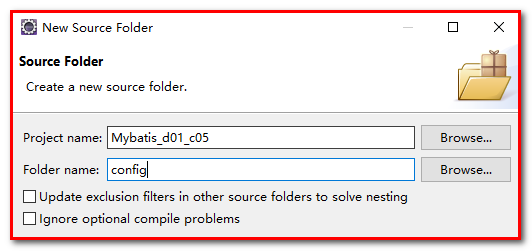 New Source Folder
Source Folder
Create a new source folder.
Project name: Mybatis_d01_c05 Browse...
Folder name: config Browse...
Update exclusion filters in other source folders to solve nesting
Ignore optional compile problems